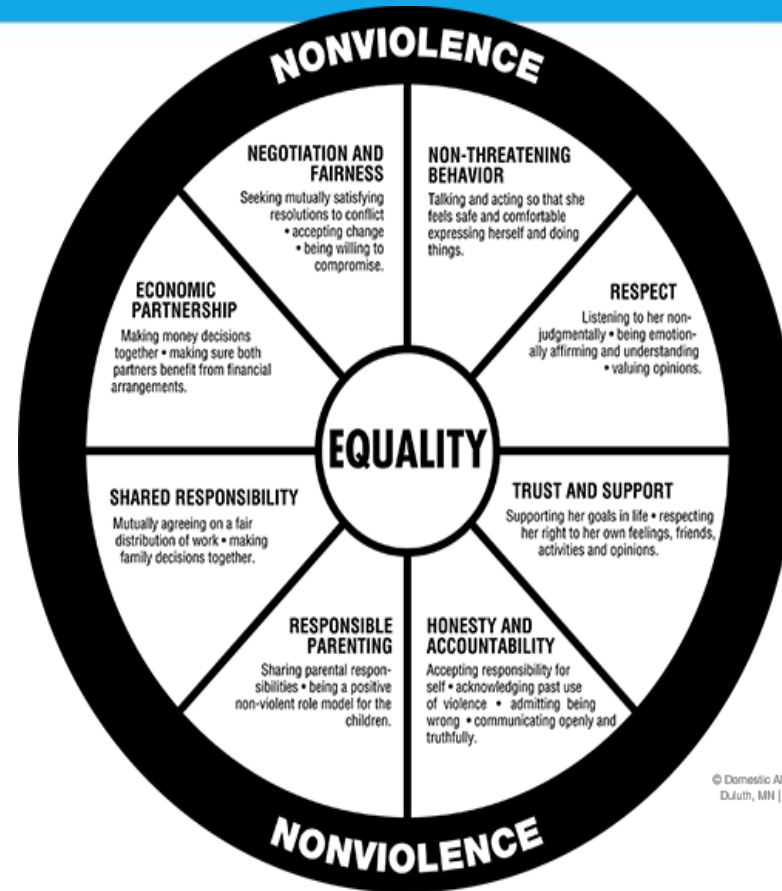 NONVIOLENCE
NEGOTIATION AND
FAIRNESS
Seeking mutually satisfying
resolutions to conflict
• accepting change
• being willing to
compromise.
NON-THREATENING
BEHAVIOR
Talking and acting so that she
feels safe and comfortable
expressing herself and doing
things.
RESPECT
Listening to her non-
judgmentally • being emotion-
ally affirming and understanding
• valuing opinions.
TRUST AND SUPPORT
Supporting her goals in life • respecting
her right to her own feelings, friends,
activities and opinions.
HONESTY AND
ACCOUNTABILITY
Accepting responsibility for
self • acknowledging past use
of violence • admitting being
wrong • communicating openly and
truthfully.
RESPONSIBLE
PARENTING
Sharing parental respon-
sibilities • being a positive
non-violent role model for the
children.
SHARED RESPONSIBILITY
Mutually agreeing on a fair
distribution of work • making
family decisions together.
ECONOMIC
PARTNERSHIP
Making money decisions
together • making sure both
partners benefit from financial
arrangements.
EQUALITY
NONVIOLENCE
© Domestic
Duluth, MN |